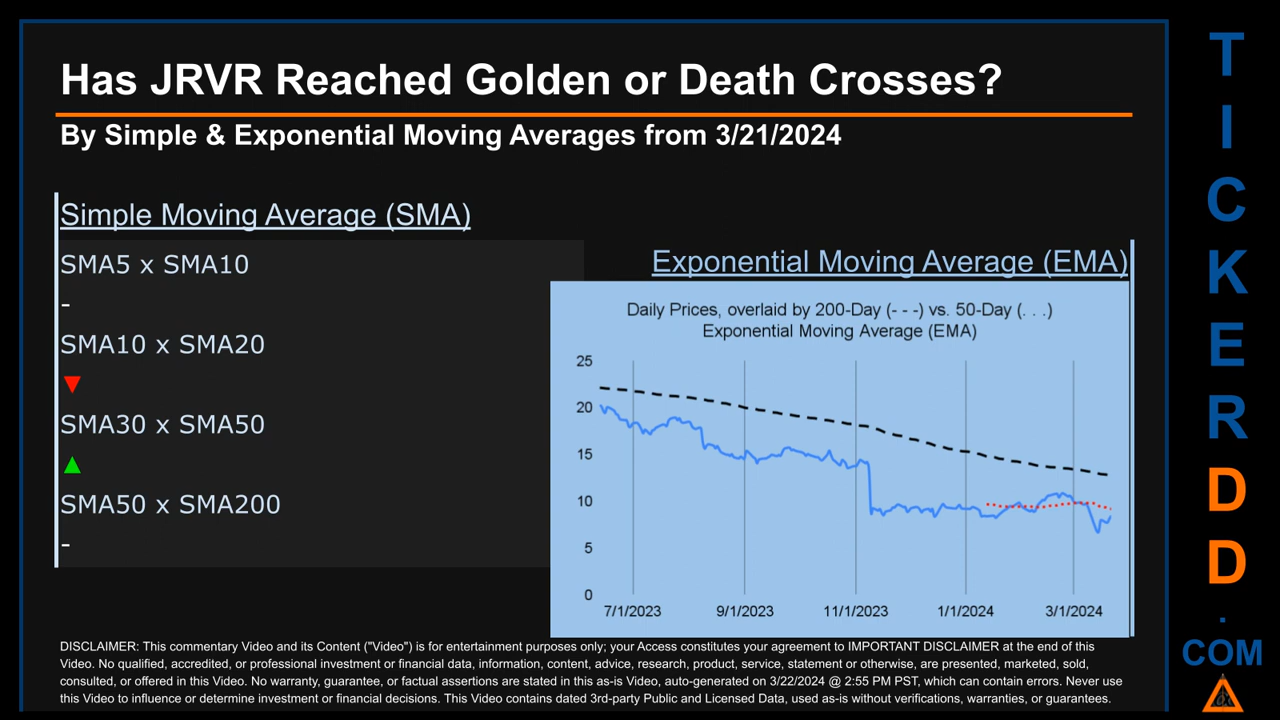 Has JRVR Reached Golden or Death Crosses?
By Simple & Exponential Moving Averages from 3/21/2024
Simple Moving Average (SMA)
SMA5 x SMA10
-
SMA10 x SMA20
▼
SMA30 x SMA50
▲
SMA50 x SMA200
-
Exponential Moving Average (EMA)
Daily Prices, overlaid by 200-Day (- - -) vs. 50-Day (. . .)
Exponential Moving Average (EMA)
25
20
15
10
5
0
7/1/2023 9/1/2023 11/1/2023 1/1/2024 3/1/2024
DISCLAIMER: This commentary Video and its Content ("Video") is for entertainment purposes only; your Access constitutes your agreement to IMPORTANT DISCLAIMER at the end of this
Video. No qualified, accredited, or professional investment or financial data, information, content, advice, research, product, service, statement or otherwise, are presented, marketed, sold,
consulted, or offered in this Video. No warranty, guarantee, or factual assertions are stated in this as-is Video, auto-generated on 3/22/2024 @ 2:55 PM PST, which can contain errors. Never use
this Video to influence or determine investment or financial decisions. This Video contains dated 3rd-party Public and Licensed Data, used as-is without verifications, warranties, or guarantees.
T
I
C
K
E
R
D
D
.
COM